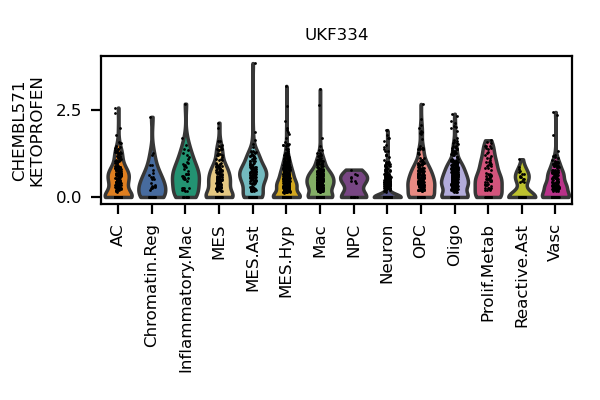 UKF334
CHEMBL571
KETOPROFEN
2.5
0.0
AC
Chromatin.Reg
Inflammatory.Mac
MES
MES.Ast
MES.Hyp
Mac
NPC
Neuron
OPC
Oligo
Prolif.Metab
Reactive.Ast
Vasc